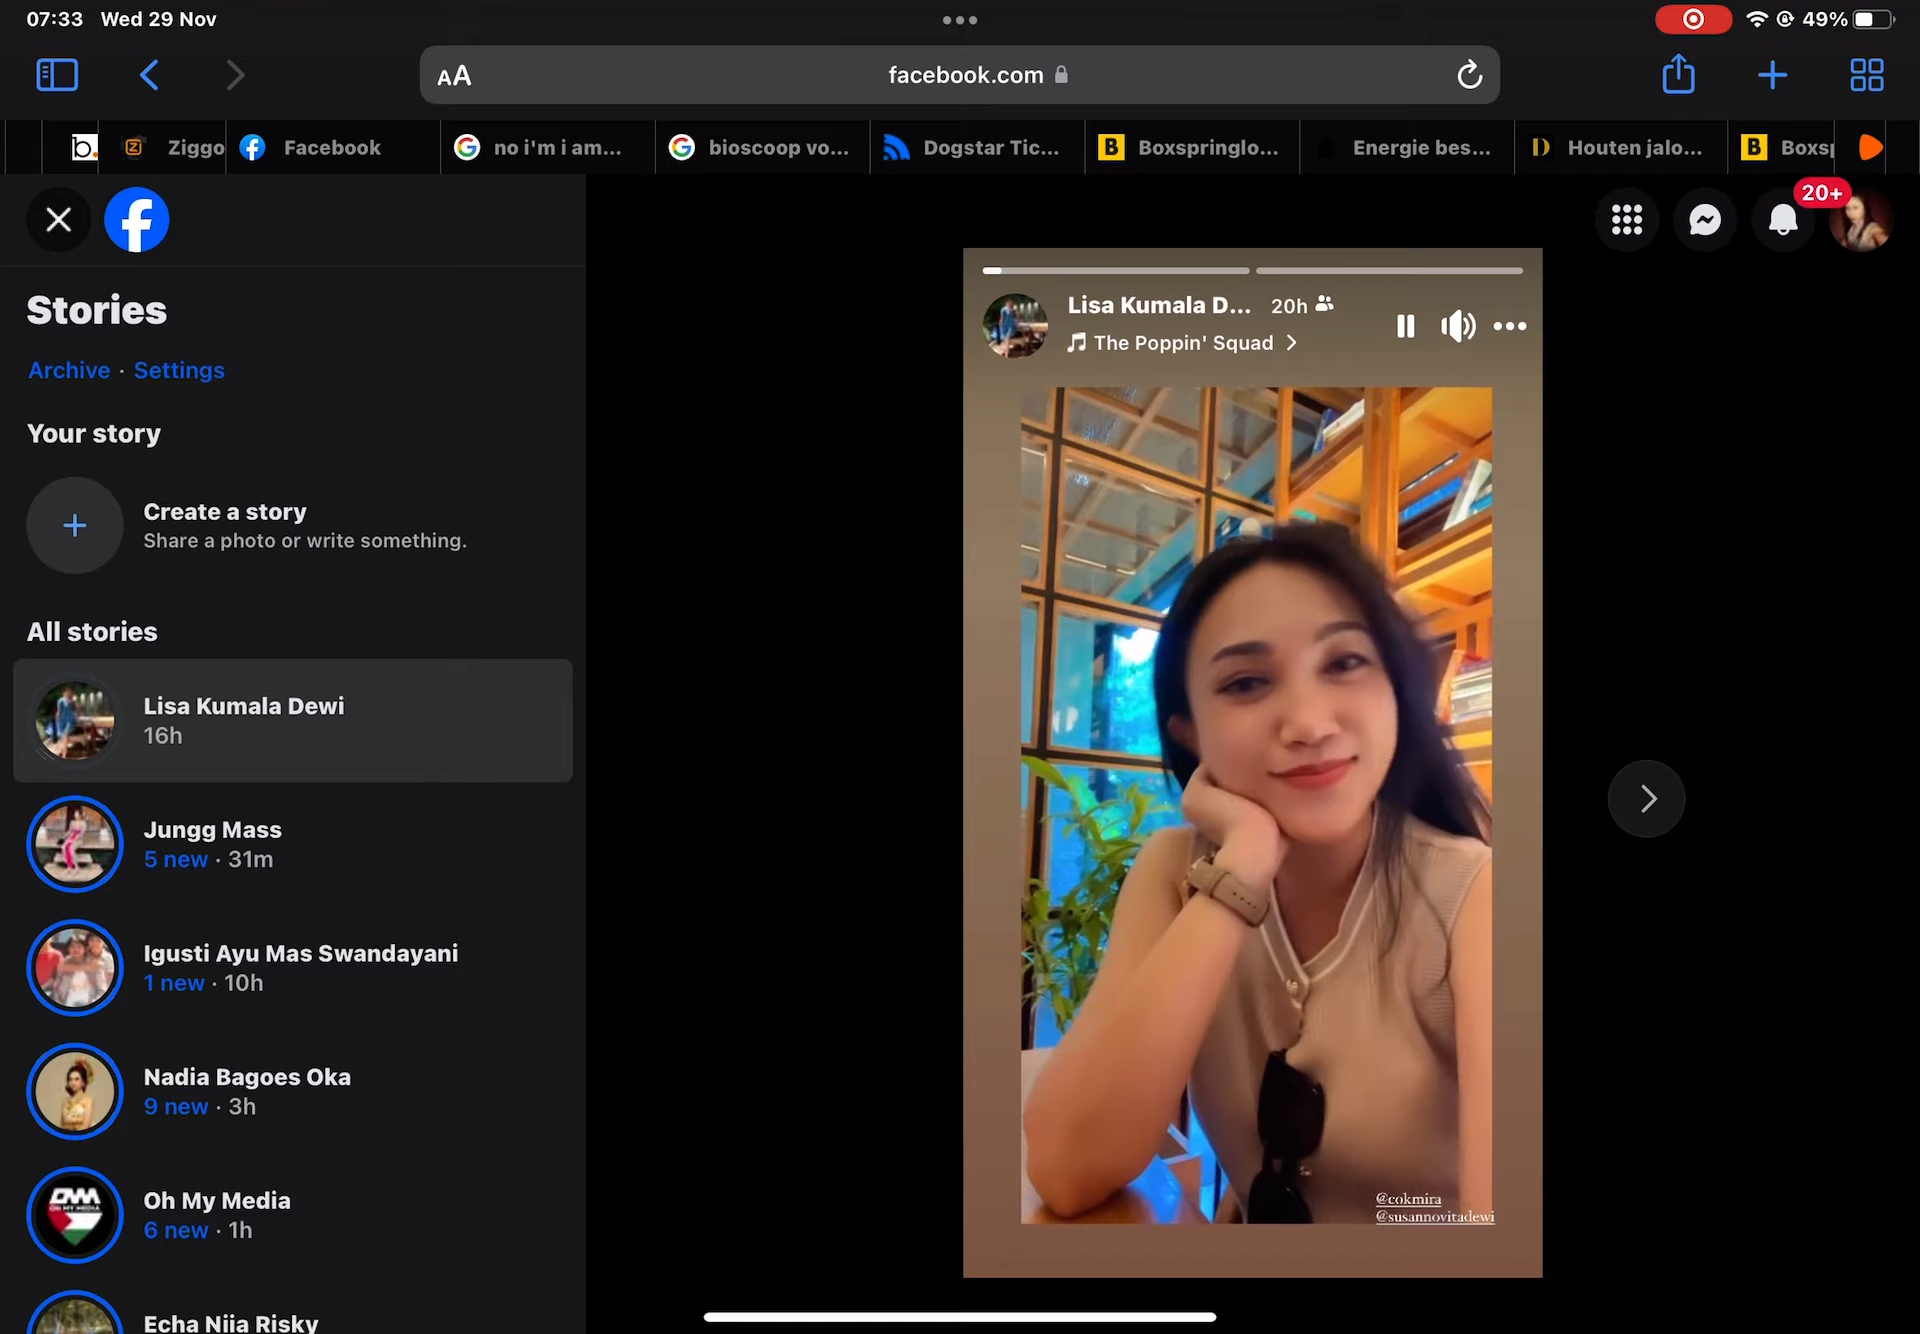 07:33 Wed 29 Nov
49%
AA
facebook.com
b.
Ziggo
Facebook
no i'm i am...
bioscoop vo...
Dogstar Tic...
B
Boxspringlo...
Energie bes...
Houten jalo...
B
20+
Stories
Archive · Settings
Your story
Create a story
Share a photo or write something.
All stories
Lisa Kumala Dewi
16h
Jungg Mass
5 new · 31m
Igusti Ayu Mas Swandayani
1 new · 10h
Nadia Bagoes Oka
9 new · 3h
Oh My Media
6 new · 1h
Echa Niia Risky
Lisa Kumala D... 20h
The Poppin' Squad
@cokmira
@susannovitadewi